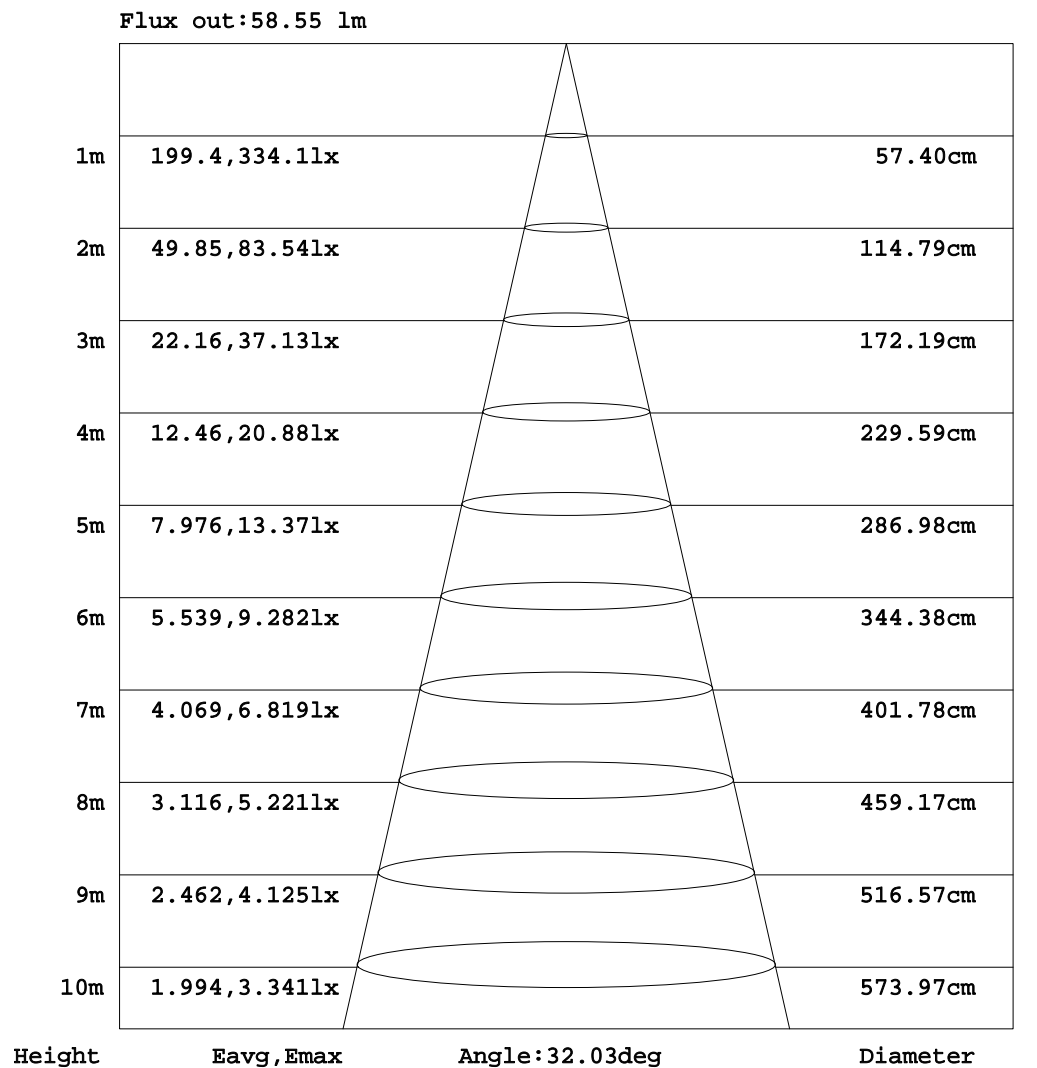 Flux out:58.55 lm
1m 199.4,334.1lx 57.40cm
2m 49.85,83.54lx 114.79cm
3m 22.16,37.13lx 172.19cm
4m 12.46,20.88lx 229.59cm
5m 7.976,13.37lx 286.98cm
6m 5.539,9.282lx 344.38cm
7m 4.069,6.819lx 401.78cm
8m 3.116,5.221lx 459.17cm
9m 2.462,4.125lx 516.57cm
10m 1.994,3.341lx 573.97cm
Height Eavg,Emax Angle:32.03deg Diameter